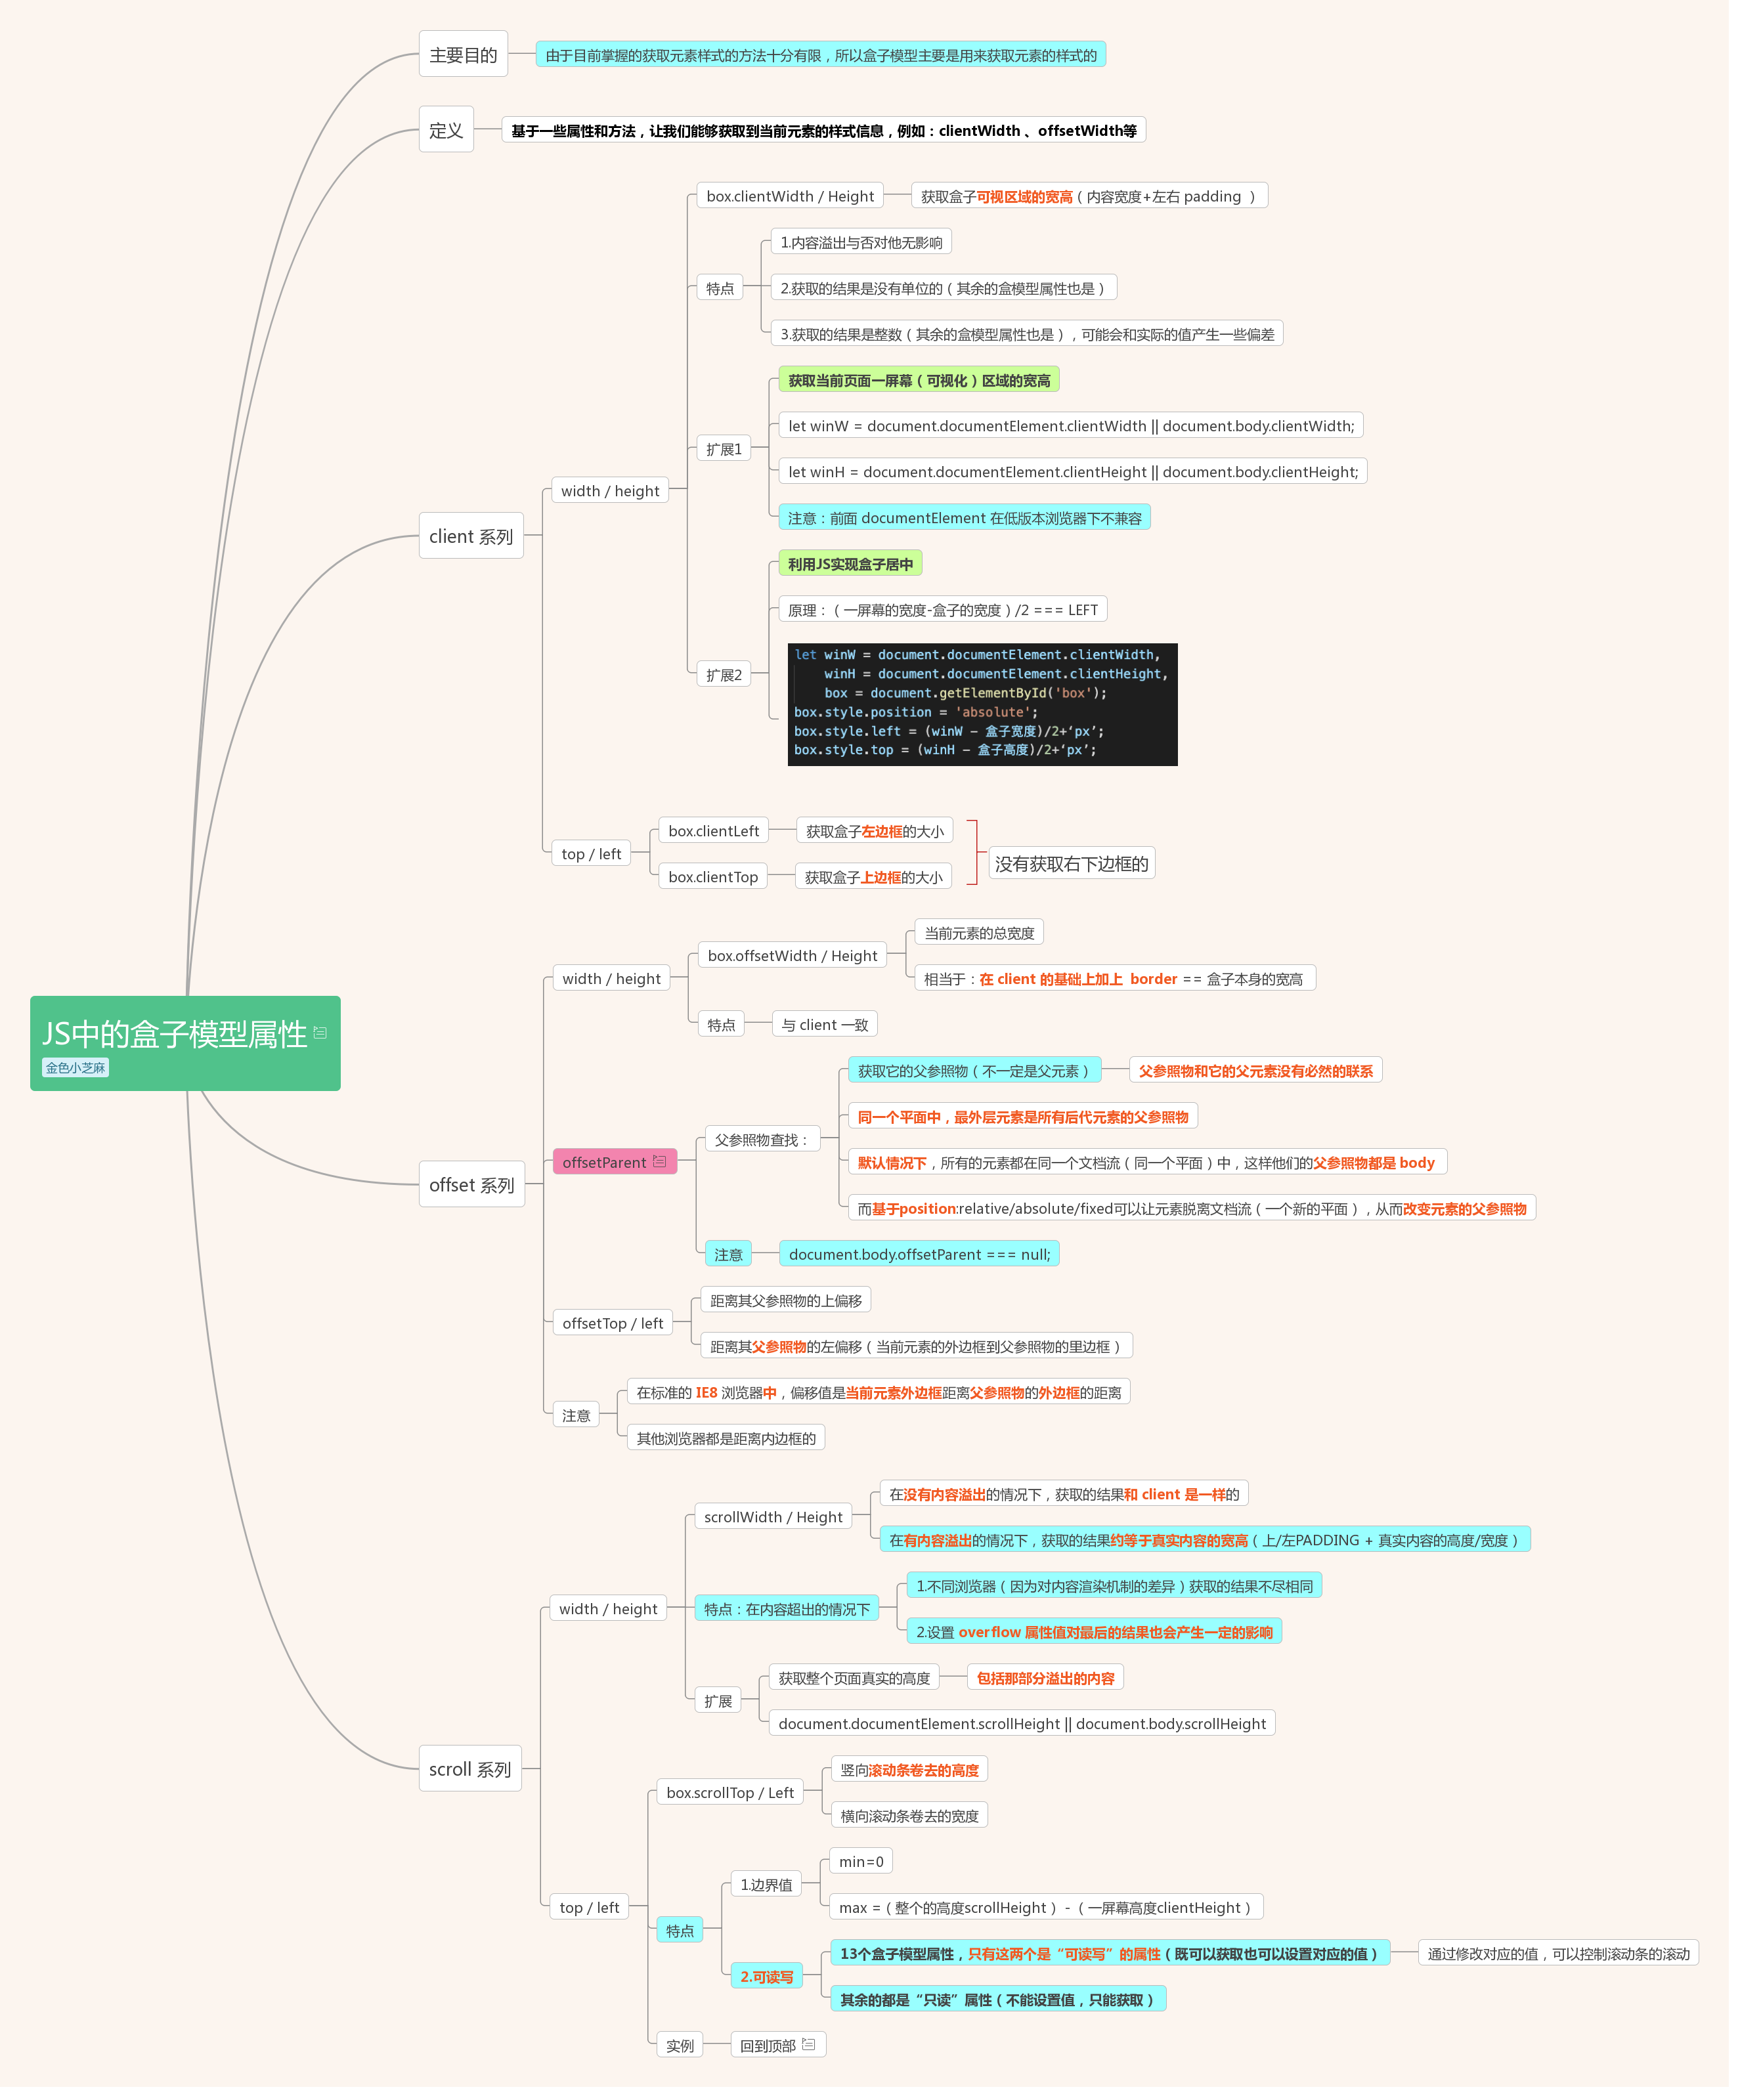 主要目的
由于目前掌握的获取元素样式的方法十分有限，所以盒子模型主要是用来获取元素的样式的
定义
基于一些属性和方法，让我们能够获取到当前元素的样式信息，例如：clientWidth 、offsetWidth等
client 系列
width / height
box.clientWidth / Height
获取盒子可视区域的宽高（内容宽度+左右 padding ）
特点
1.内容溢出与否对他无影响
2.获取的结果是没有单位的（其余的盒模型属性也是）
3.获取的结果是整数（其余的盒模型属性也是），可能会和实际的值产生一些偏差
扩展1
获取当前页面一屏幕（可视化）区域的宽高
let winW = document.documentElement.clientWidth || document.body.clientWidth;
let winH = document.documentElement.clientHeight || document.body.clientHeight;
注意：前面 documentElement 在低版本浏览器下不兼容
扩展2
利用JS实现盒子居中
原理：（一屏幕的宽度-盒子的宽度）/2 === LEFT
let winW = document.documentElement.clientWidth,
winH = document.documentElement.clientHeight,
box = document.getElementById('box');
box.style.position = 'absolute';
box.style.left = (winW – 盒子宽度)/2+‘px’;
box.style.top = (winH – 盒子高度)/2+‘px’;
top / left
box.clientLeft
获取盒子左边框的大小
box.clientTop
获取盒子上边框的大小
没有获取右下边框的
JS中的盒子模型属性
金色小芝麻
offset 系列
width / height
box.offsetWidth / Height
当前元素的总宽度
相当于：在 client 的基础上加上 border == 盒子本身的宽高
特点
与 client 一致
offsetParent
父参照物查找：
获取它的父参照物（不一定是父元素）
父参照物和它的父元素没有必然的联系
同一个平面中，最外层元素是所有后代元素的父参照物
默认情况下，所有的元素都在同一个文档流（同一个平面）中，这样他们的父参照物都是 body
而基于position:relative/absolute/fixed可以让元素脱离文档流（一个新的平面），从而改变元素的父参照物
注意
document.body.offsetParent === null;
offsetTop / left
距离其父参照物的上偏移
距离其父参照物的左偏移（当前元素的外边框到父参照物的里边框）
注意
在标准的 IE8 浏览器中，偏移值是当前元素外边框距离父参照物的外边框的距离
其他浏览器都是距离内边框的
scroll 系列
width / height
scrollWidth / Height
在没有内容溢出的情况下，获取的结果和 client 是一样的
在有内容溢出的情况下，获取的结果约等于真实内容的宽高（上/左PADDING + 真实内容的高度/宽度）
特点：在内容超出的情况下
1.不同浏览器（因为对内容渲染机制的差异）获取的结果不尽相同
2.设置 overflow 属性值对最后的结果也会产生一定的影响
扩展
获取整个页面真实的高度
包括那部分溢出的内容
document.documentElement.scrollHeight || document.body.scrollHeight
top / left
box.scrollTop / Left
竖向滚动条卷去的高度
横向滚动条卷去的宽度
特点
1.边界值
min=0
max =（整个的高度scrollHeight） - （一屏幕高度clientHeight）
2.可读写
13个盒子模型属性，只有这两个是“可读写”的属性（既可以获取也可以设置对应的值）
通过修改对应的值，可以控制滚动条的滚动
其余的都是“只读”属性（不能设置值，只能获取）
实例
回到顶部